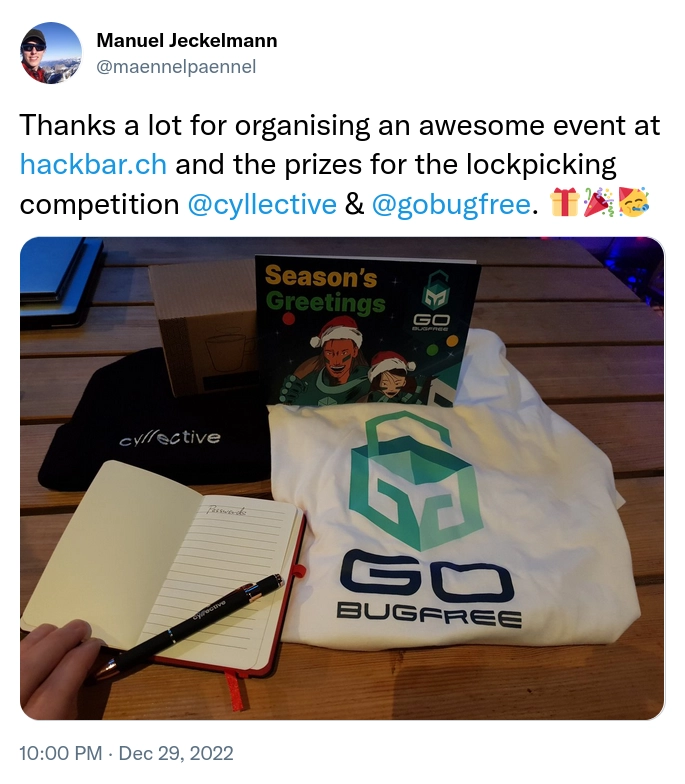 Manuel Jeckelmann
@maennelpaennel
Thanks a lot for organising an awesome event at
hackbar.ch and the prizes for the lockpicking
competition @cyllective & @gobugfree. 🎁🎉🥳
Season's
Greetings
GO
BUGFREE
cyllective
Passwords
cyllective
GO
BUGFREE
10:00 PM · Dec 29, 2022